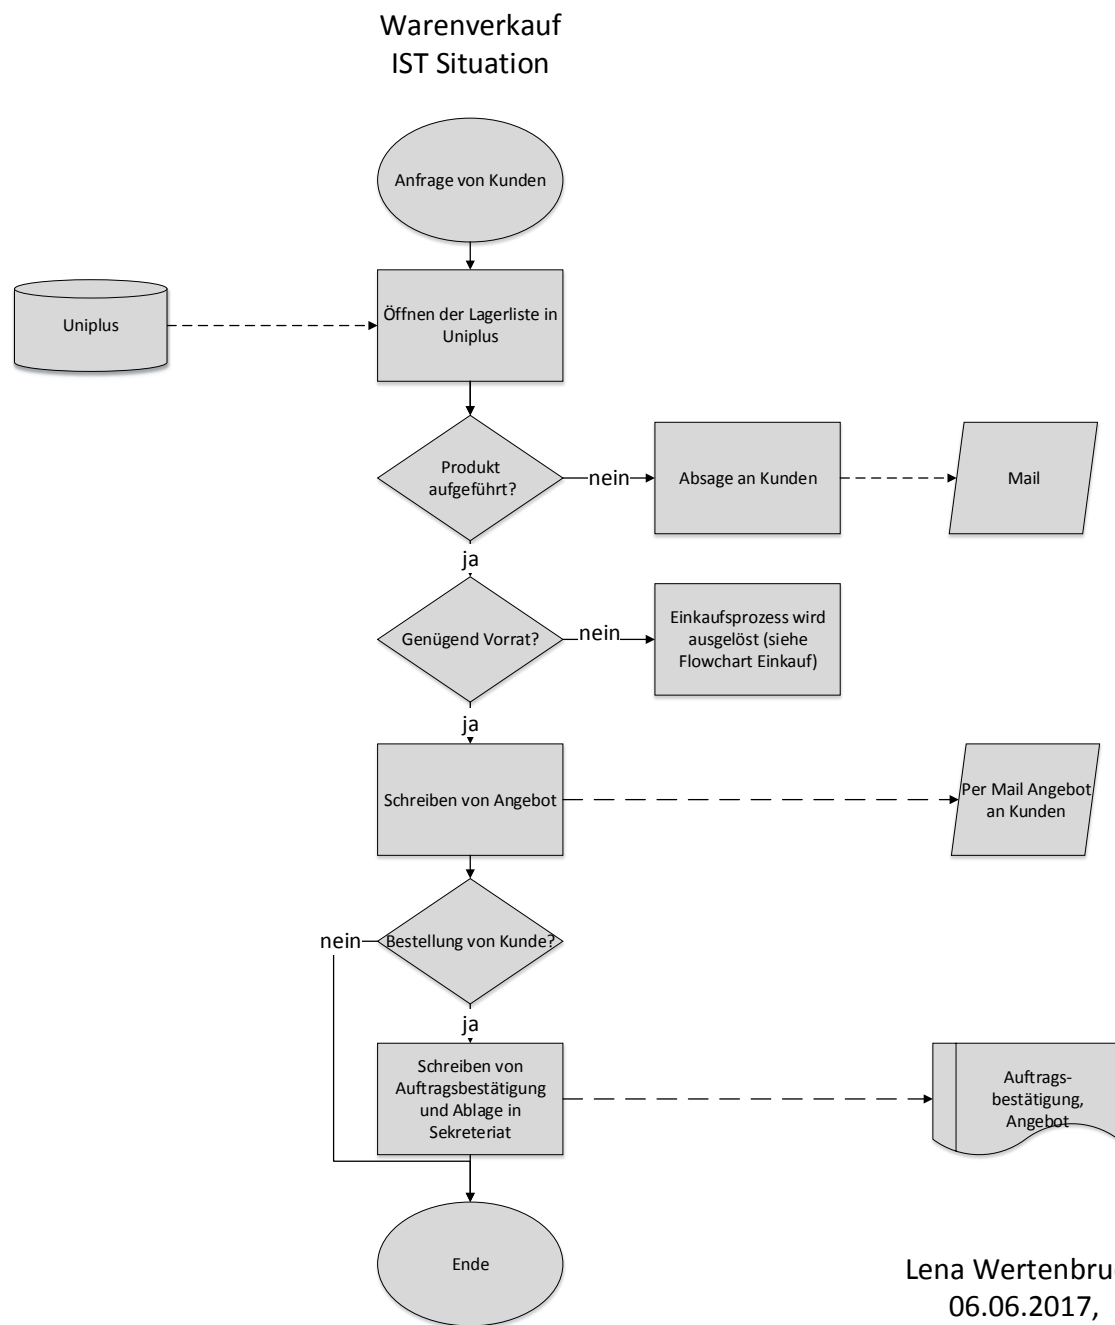 Warenverkauf
IST Situation
Anfrage von Kunden
Uniplus
Öffnen der Lagerliste in
Uniplus
Produkt
aufgeführt?
nein
Absage an Kunden
Mail
ja
Genügend Vorrat?
nein
Einkaufsprozess wird
ausgelöst (siehe
Flowchart Einkauf)
ja
Schreiben von Angebot
Per Mail Angebot
an Kunden
nein
Bestellung von Kunde?
ja
Schreiben von
Auftragsbestätigung
und Ablage in
Sekreteriat
Auftrags-
bestätigung,
Angebot
Ende
Lena
06.06.2017,